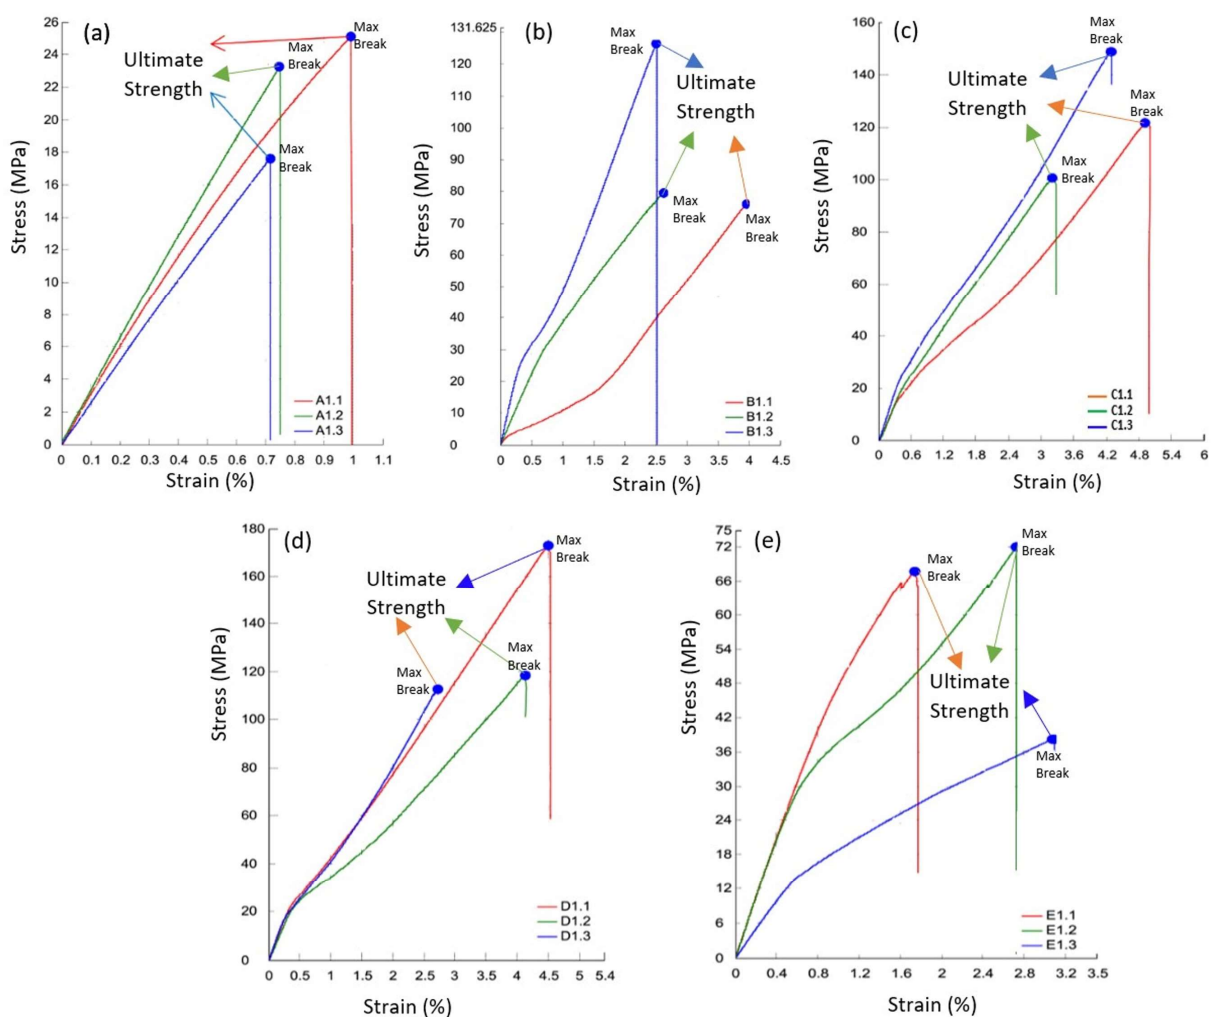 (a)
26
24
22
20
18
16
14
12
10
8
6
4
2
0
Stress (MPa)
Ultimate
Strength
Max
Break
Max
Break
Max
Break
A1.1
A1.2
A1.3
0 0.1 0.2 0.3 0.4 0.5 0.6 0.7 0.8 0.9 1 1.1
Strain (%)
(b)
131.625
120
110
100
90
80
70
60
50
40
30
20
10
0
Stress (MPa)
Max
Break
Ultimate
Strength
Max
Break
Max
Break
B1.1
B1.2
B1.3
0 0.5 1 1.5 2 2.5 3 3.5 4 4.5
Strain (%)
(c)
160
140
120
100
80
60
40
20
0
Stress (MPa)
Max
Break
Ultimate
Strength
Max
Break
Max
Break
C1.1
C1.2
C1.3
0 0.6 1.2 1.8 2.4 3 3.6 4.2 4.8 5.4 6
Strain (%)
(d)
180
160
140
120
100
80
60
40
20
0
Stress (MPa)
Max
Break
Ultimate
Strength
Max
Break
Max
Break
D1.1
D1.2
D1.3
0 0.5 1 1.5 2 2.5 3 3.5 4 4.5 5.4
Strain (%)
(e)
75
72
66
60
54
48
42
36
30
24
18
12
6
0
Stress (MPa)
Max
Break
Max
Break
Ultimate
Strength
Max
Break
E1.1
E1.2
E1.3
0 0.4 0.8 1.2 1.6 2 2.4 2.8 3.2 3.5
Strain (%)